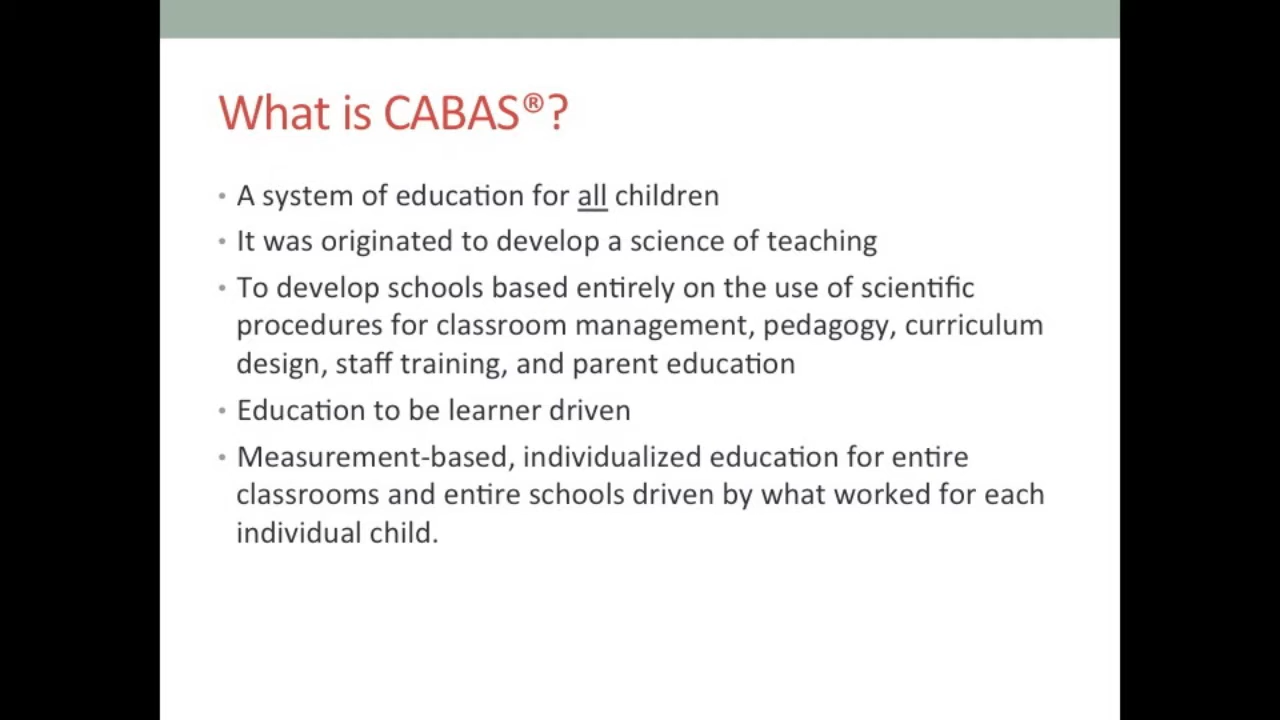 What is CABAS®?
• A system of education for all children
• It was originated to develop a science of teaching
• To develop schools based entirely on the use of scientific
procedures for classroom management, pedagogy, curriculum
design, staff training, and parent education
• Education to be learner driven
• Measurement-based, individualized education for entire
classrooms and entire schools driven by what worked for each
individual child.